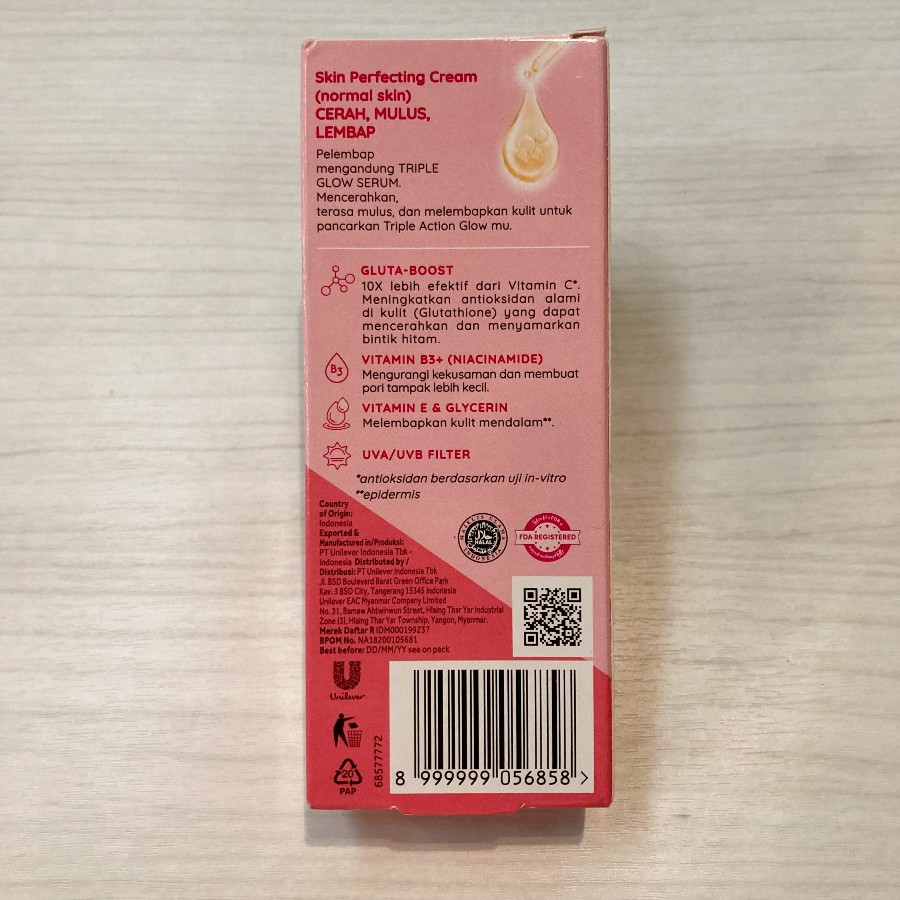 Skin Perfecting Cream
(normal skin)
CERAH, MULUS,
LEMBAP
Pelembap
mengandung TRIPLE
GLOW SERUM.
Mencerahkan,
terasa mulus, dan melembapkan kulit untuk
pancarkan Triple Action Glow mu.
GLUTA-BOOST
10X lebih efektif dari Vitamin C*.
Meningkatkan antioksidan alami
di kulit (Glutathione) yang dapat
mencerahkan dan menyamarkan
bintik hitam.
B3
VITAMIN B3+ (NIACINAMIDE)
Mengurangi kekusaman dan membuat
pori tampak lebih kecil.
VITAMIN E & GLYCERIN
Melembapkan kulit mendalam**.
UVA/UVB FILTER
*antioksidan berdasarkan uji in-vitro
**epidermis
Country
of Origin:
Indonesia
Exported &
Manufactured in/Produksi:
PT Unilever Indonesia Tbk -
Indonesia Distributed by /
Distribusi: PT Unilever Indonesia Tbk
Jl. BSD Boulevard Barat Green Office Park
Kav. 3 BSD City, Tangerang 15345 Indonesia
Unilever EAC Myanmar Company Limited
No. 31, Bamaw Ahtwinwun Street, Hlaing Thar Yar Industrial
Zone (3), Hlaing Thar Yar Township, Yangon, Myanmar.
Merek Daftar R IDM000199237
BPOM No. NA18200105681
Best before: DD/MM/YY see on pack
HALAL
INDONESIA
FDA REGISTERED
Unilever
20
PAP
68577772
8 999999 056858 >